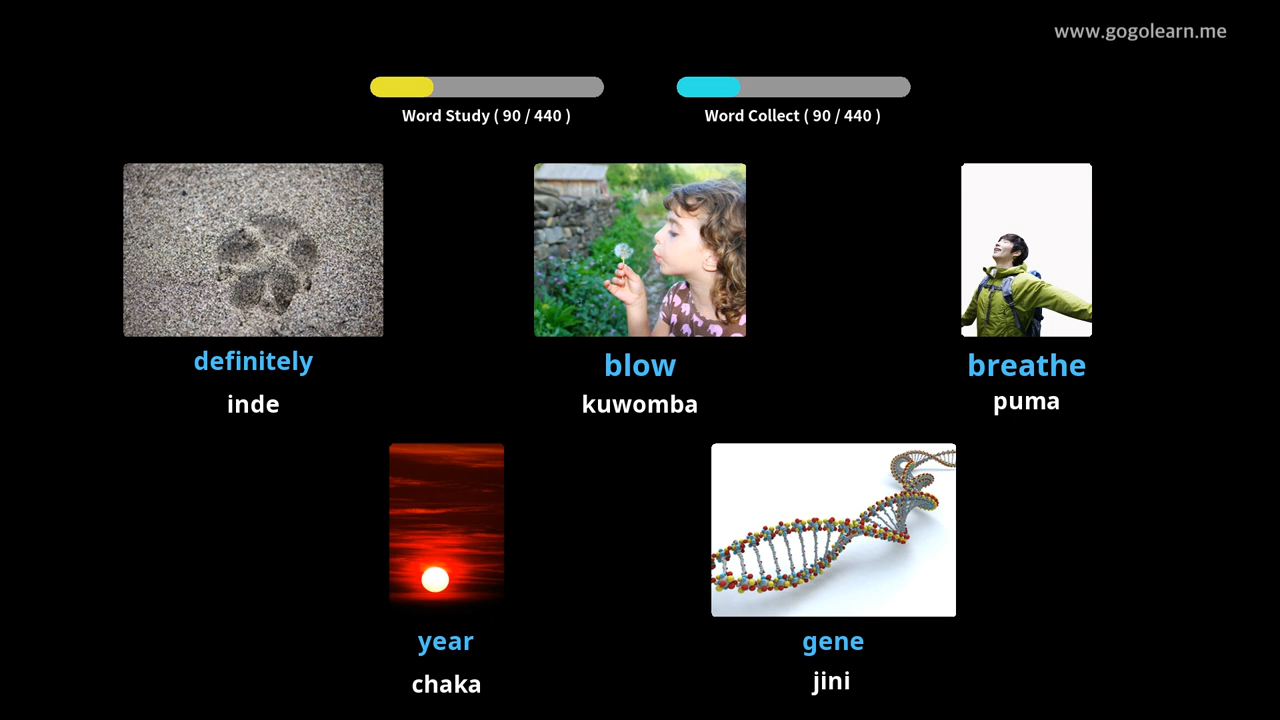 www.gogolearn.me
Word Study ( 90 / 440 )
Word Collect ( 90 / 440 )
definitely
inde
blow
kuwomba
breathe
puma
year
chaka
gene
jini